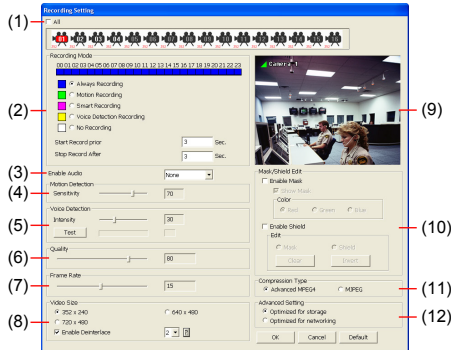 Recording Setting
(1)
All
01 02 03 04 05 06 07 08 09 10 11 12 13 14 15 16
Recording Mode
00 01 02 03 04 05 06 07 08 09 10 11 12 13 14 15 16 17 18 19 20 21 22 23
(2)
Always Recording
Motion Recording
Smart Recording
Voice Detection Recording
No Recording
Start Record prior 3 Sec.
Stop Record After 3 Sec.
Camera 1
(9)
(3)
Enable Audio None
Motion Detection
(4)
Sensitivity 70
Voice Detection
(5)
Intensity 30
Test
Quality
(6)
80
Frame Rate
(7)
15
Video Size
(8)
352 x 240
640 x 480
720 x 480
Enable Deinterlace 2
Mask/Shield Edit
Enable Mask
Show Mask
Color
Red Green Blue
(10)
Enable Shield
Edit
Mask Shield
Clear Invert
Compression Type
(11)
Advanced MPEG4 MJPEG
Advanced Setting
(12)
Optimized for storage
Optimized for networking
OK Cancel Default